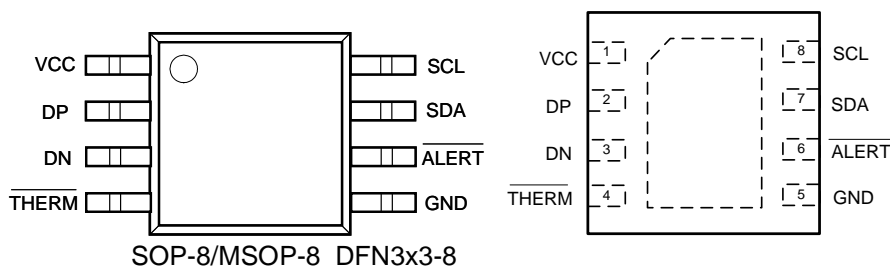 VCC
DP
DN
THERM
SCL
SDA
ALERT
GND
SOP-8/MSOP-8 DFN3x3-8
VCC 1
DP 2
DN 3
THERM 4
8 SCL
7 SDA
6 ALERT
5 GND